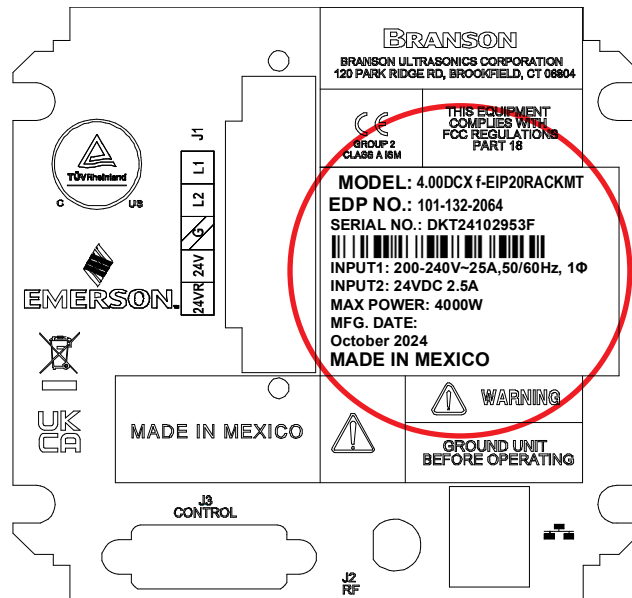 BRANSON
BRANSON ULTRASONICS CORPORATION
120 PARK RIDGE RD, BROOKFIELD, CT 06804
CE
GROUP 2
CLASS A ISM
THIS EQUIPMENT
COMPLIES WITH
FCC REGULATIONS
PART 18
TÜVRheinland
C US
J1
L1
L2
G
24V
24VR
EMERSON™
MODEL: 4.00DCX f-EIP20RACKMT
EDP NO.: 101-132-2064
SERIAL NO.: DKT24102953F
INPUT1: 200-240V~25A,50/60Hz, 1Φ
INPUT2: 24VDC 2.5A
MAX POWER: 4000W
MFG. DATE:
October 2024
MADE IN MEXICO
UK
CA
MADE IN MEXICO
WARNING
GROUND UNIT
BEFORE OPERATING
J3
CONTROL
J2
RF